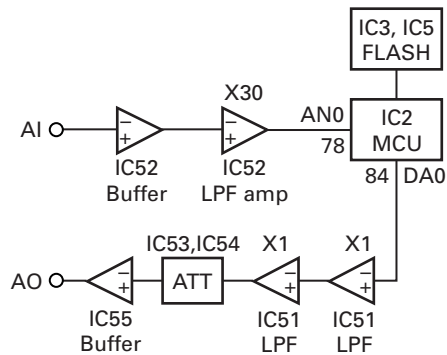 IC3, IC5
FLASH
X30
AN0
IC2
MCU
AI
−
+
−
+
78
IC52
Buffer
IC52
LPF amp
84 DA0
IC53,IC54
X1
X1
AO
−
+
ATT
−
+
−
+
IC55
Buffer
IC51
LPF
IC51
LPF